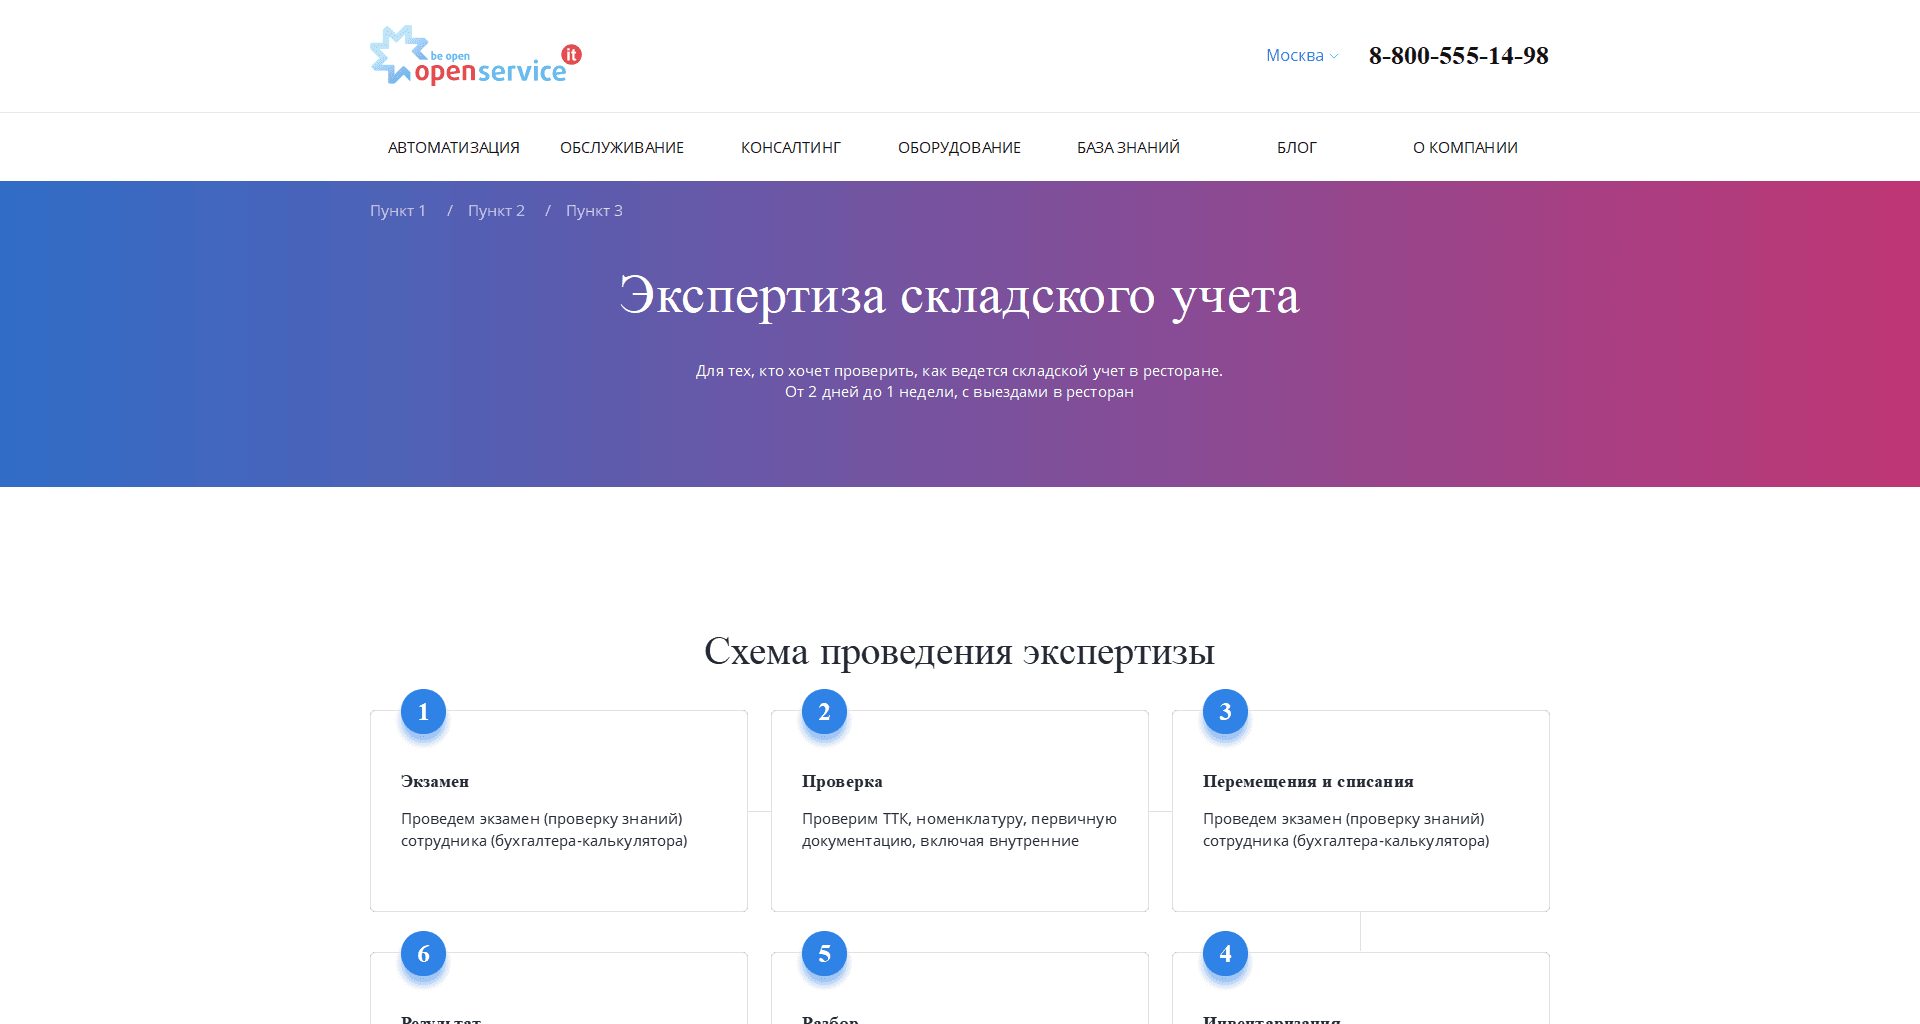 be open
openservice it
Москва
8-800-555-14-98
АВТОМАТИЗАЦИЯ ОБСЛУЖИВАНИЕ КОНСАЛТИНГ ОБОРУДОВАНИЕ БАЗА ЗНАНИЙ БЛОГ О КОМПАНИИ
Пункт 1 / Пункт 2 / Пункт 3
Экспертиза складского учета
Для тех, кто хочет проверить, как ведется складской учет в ресторане.
От 2 дней до 1 недели, с выездами в ресторан
Схема проведения экспертизы
1
Экзамен
Проведем экзамен (проверку знаний)
сотрудника (бухгалтера-калькулятора)
2
Проверка
Проверим ТТК, номенклатуру, первичную
документацию, включая внутренние
3
Перемещения и списания
Проведем экзамен (проверку знаний)
сотрудника (бухгалтера-калькулятора)
6
Результат
5
Разбор
4
Инвентаризация